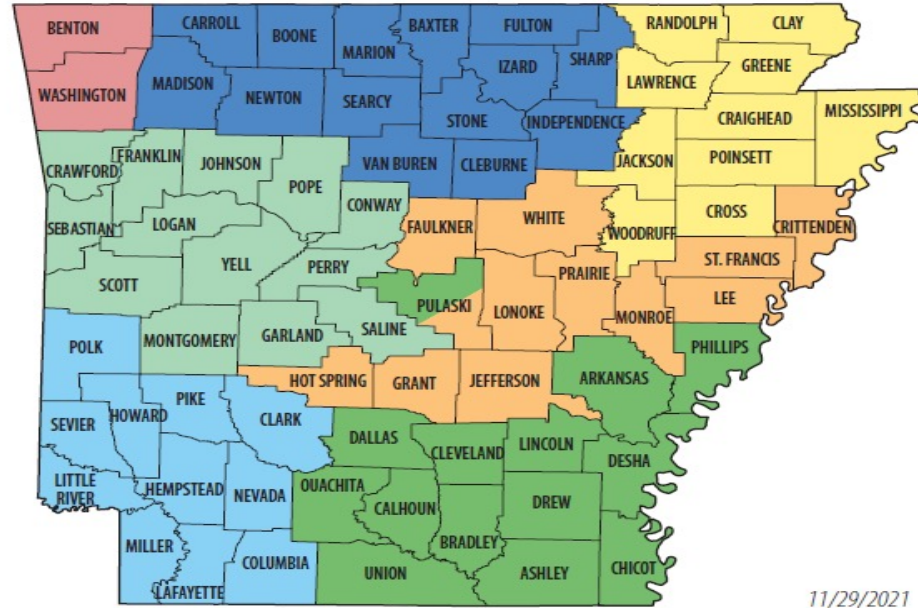 BENTON
CARROLL
BOONE
MARION
BAXTER
FULTON
RANDOLPH
CLAY
WASHINGTON
MADISON
NEWTON
SEARCY
IZARD
SHARP
LAWRENCE
GREENE
STONE
INDEPENDENCE
CRAIGHEAD
MISSISSIPPI
CRAWFORD
FRANKLIN
JOHNSON
POPE
VAN BUREN
CLEBURNE
JACKSON
POINSETT
SEBASTIAN
LOGAN
CONWAY
FAULKNER
WHITE
WOODRUFF
CROSS
CRITTENDEN
SCOTT
YELL
PERRY
PULASKI
LONOKE
PRAIRIE
ST. FRANCIS
LEE
MONROE
POLK
MONTGOMERY
GARLAND
SALINE
HOT SPRING
GRANT
JEFFERSON
ARKANSAS
PHILLIPS
SEVIER
HOWARD
PIKE
CLARK
DALLAS
CLEVELAND
LINCOLN
DESHA
LITTLE
RIVER
HEMPSTEAD
NEVADA
OUACHITA
CALHOUN
BRADLEY
DREW
MILLER
LAFAYETTE
COLUMBIA
UNION
ASHLEY
CHICOT
11/29/2021